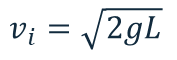 v_i = √2gL